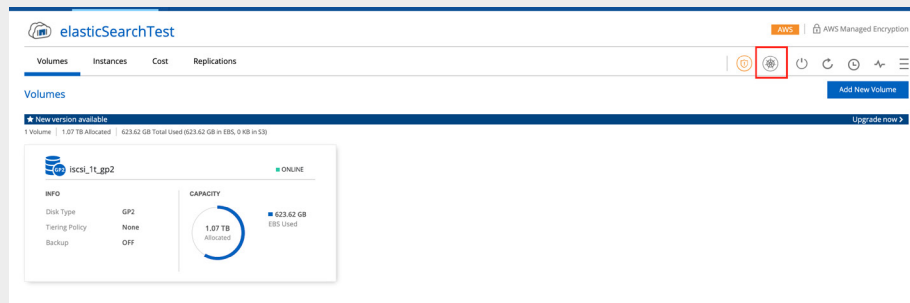 elasticSearchTest
AWS
AWS Managed Encryption
Volumes Instances Cost Replications
Volumes
Add New Volume
New version available
Upgrade now
1 Volume | 1.07 TB Allocated | 623.62 GB Total Used (623.62 GB in EBS, 0 KB in S3)
GP2
iscsi_1t_gp2
ONLINE
INFO
Disk Type GP2
Tiering Policy None
Backup OFF
CAPACITY
1.07 TB
Allocated
623.62 GB
EBS Used